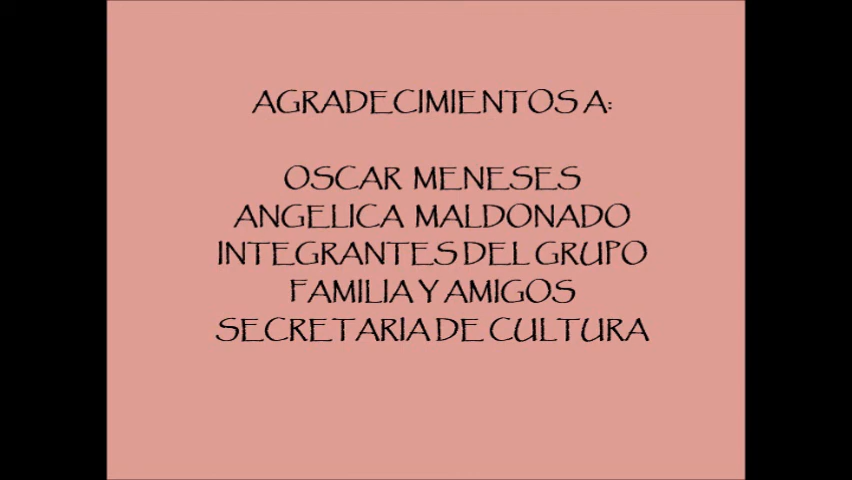 AGRADECIMIENTOS A:
OSCAR MENESES
ANGELICA MALDONADO
INTEGRANTES DEL GRUPO
FAMILIA Y AMIGOS
SECRETARIA DE CULTURA